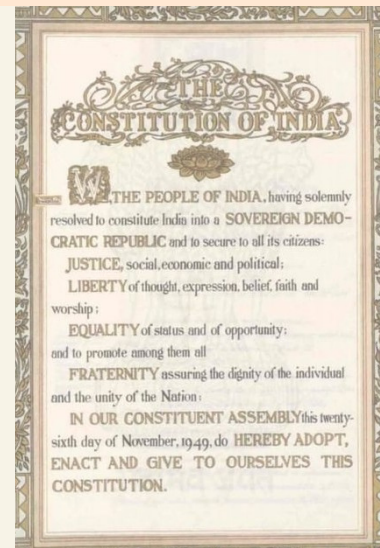 THE
CONSTITUTION OF INDIA
WE, THE PEOPLE OF INDIA, having solemnly
resolved to constitute India into a SOVEREIGN DEMO-
CRATIC REPUBLIC and to secure to all its citizens:
JUSTICE, social, economic and political;
LIBERTY of thought, expression, belief, faith and
worship;
EQUALITY of status and of opportunity;
and to promote among them all
FRATERNITY assuring the dignity of the individual
and the unity of the Nation;
IN OUR CONSTITUENT ASSEMBLY this twenty-
sixth day of November, 1949, do HEREBY ADOPT,
ENACT AND GIVE TO OURSELVES THIS
CONSTITUTION.